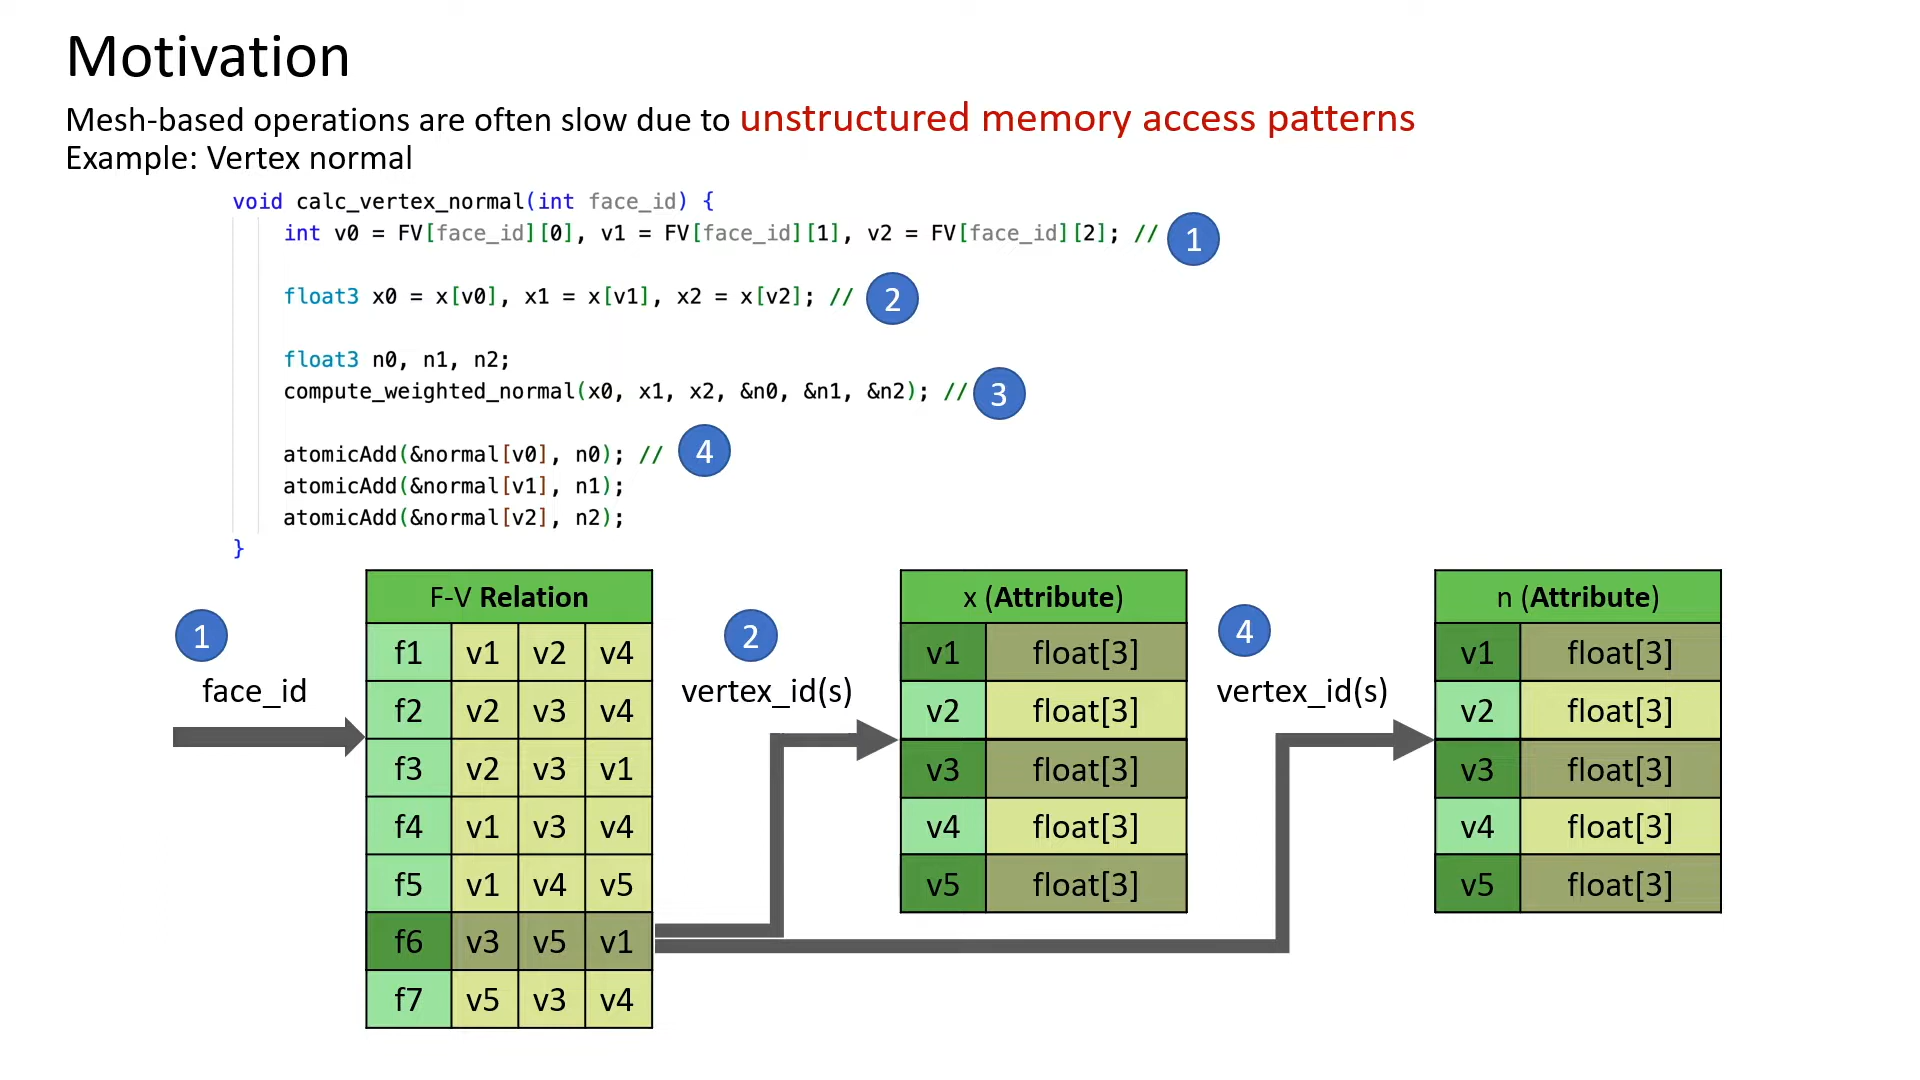 Motivation
Mesh-based operations are often slow due to unstructured memory access patterns
Example: Vertex normal
void calc_vertex_normal(int face_id) {
int v0 = FV[face_id][0], v1 = FV[face_id][1], v2 = FV[face_id][2]; // 1
float3 x0 = x[v0], x1 = x[v1], x2 = x[v2]; // 2
float3 n0, n1, n2;
compute_weighted_normal(x0, x1, x2, &n0, &n1, &n2); // 3
atomicAdd(&normal[v0], n0); // 4
atomicAdd(&normal[v1], n1);
atomicAdd(&normal[v2], n2);
}
1
face_id
F-V Relation
f1 v1 v2 v4
f2 v2 v3 v4
f3 v2 v3 v1
f4 v1 v3 v4
f5 v1 v4 v5
f6 v3 v5 v1
f7 v5 v3 v4
2
vertex_id(s)
x (Attribute)
v1 float[3]
v2 float[3]
v3 float[3]
v4 float[3]
v5 float[3]
4
vertex_id(s)
n (Attribute)
v1 float[3]
v2 float[3]
v3 float[3]
v4 float[3]
v5 float[3]